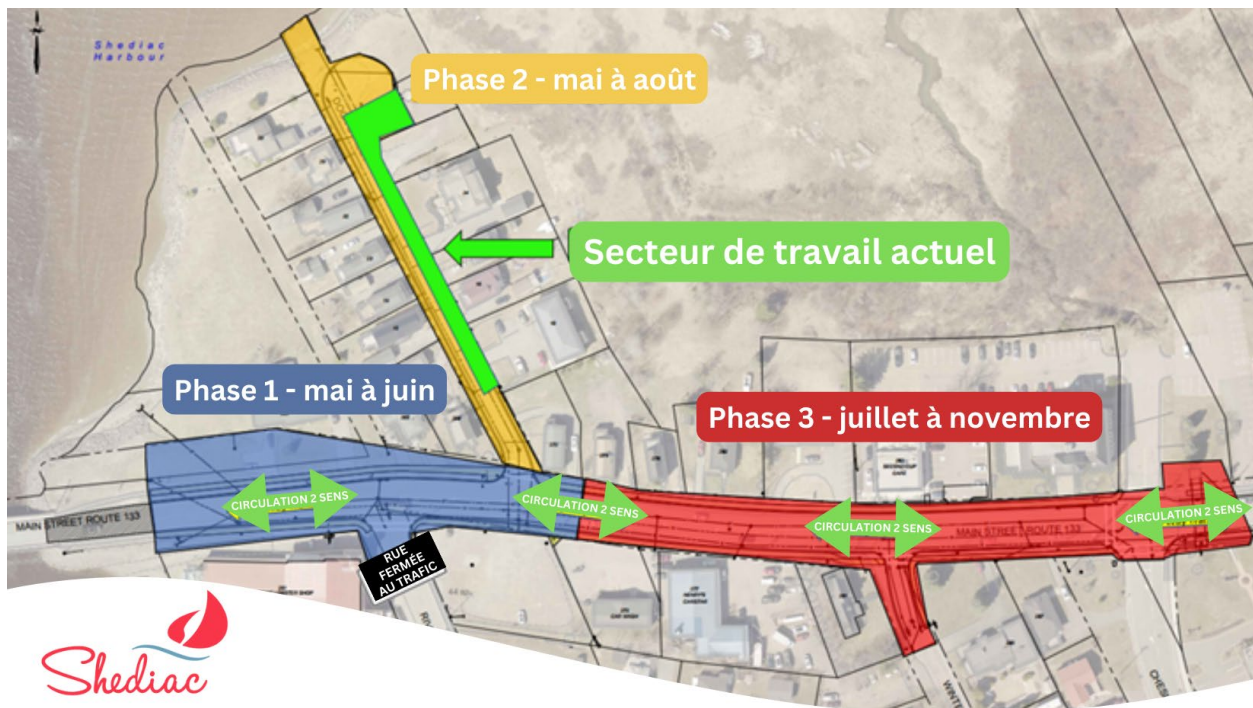 Shediac
Harbour
Phase 2 - mai à août
Secteur de travail actuel
Phase 1 - mai à juin
Phase 3 - juillet à novembre
CIRCULATION 2 SENS
CIRCULATION 2 SENS
CIRCULATION 2 SENS
CIRCULATION 2 SENS
MAIN STREET ROUTE 133
MAIN STREET ROUTE 133
RUE
FERMÉE
AU TRAFIC
CAR WASH
Shediac